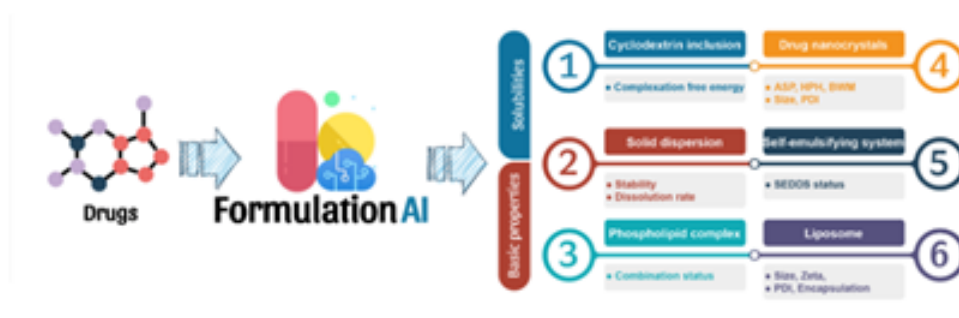 Drugs
Formulation AI
Solubilities
Basic properties
1
Cyclodextrin inclusion
• Complexation free energy
Drug nanocrystals
4
• ASP, HPH, BWM
• Size, PDI
2
Solid dispersion
• Stability
• Dissolution rate
Self-emulsifying system
5
• SEDDS status
3
Phospholipid complex
• Combination status
Liposome
6
• Size, Zeta,
• PDI, Encapsulation